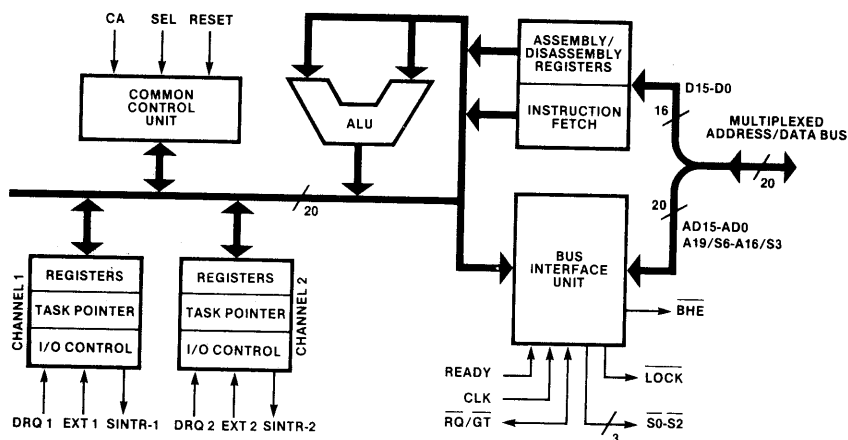 CA SEL RESET
COMMON
CONTROL
UNIT
ALU
ASSEMBLY/
DISASSEMBLY
REGISTERS
INSTRUCTION
FETCH
D15-D0
16
MULTIPLEXED
ADDRESS/DATA BUS
20
20
20
AD15-AD0
A19/S6-A16/S3
CHANNEL 1
REGISTERS
TASK POINTER
I/O CONTROL
DRQ 1 EXT 1 SINTR-1
REGISTERS
TASK POINTER
I/O CONTROL
CHANNEL 2
DRQ 2 EXT 2 SINTR-2
BUS
INTERFACE
UNIT
BHE
READY
CLK
RQ/GT
LOCK
S0-S2
3